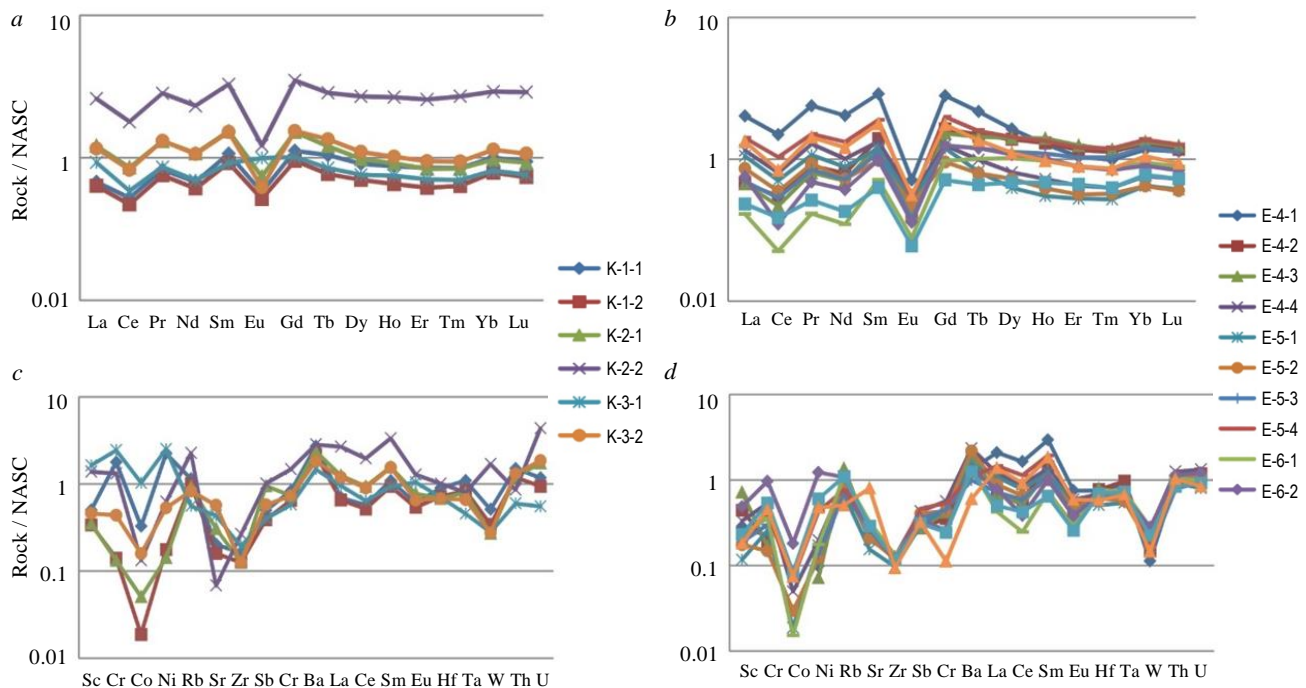 a
10
1
0.01
Rock / NASC
La Ce Pr Nd Sm Eu Gd Tb Dy Ho Er Tm Yb Lu
b
10
1
0.01
La Ce Pr Nd Sm Eu Gd Tb Dy Ho Er Tm Yb Lu
K-1-1
K-1-2
K-2-1
K-2-2
K-3-1
K-3-2
c
10
1
0.1
0.01
Rock / NASC
Sc Cr Co Ni Rb Sr Zr Sb Cr Ba La Ce Sm Eu Hf Ta W Th U
d
10
1
0.1
0.01
Sc Cr Co Ni Rb Sr Zr Sb Cr Ba La Ce Sm Eu Hf Ta W Th U
E-4-1
E-4-2
E-4-3
E-4-4
E-5-1
E-5-2
E-5-3
E-5-4
E-6-1
E-6-2